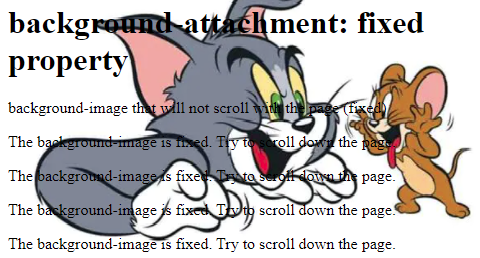 background-attachment: fixed
property
background-image that will not scroll with the page (fixed)
The background-image is fixed. Try to scroll down the page.
The background-image is fixed. Try to scroll down the page.
The background-image is fixed. Try to scroll down the page.
The background-image is fixed. Try to scroll down the page.